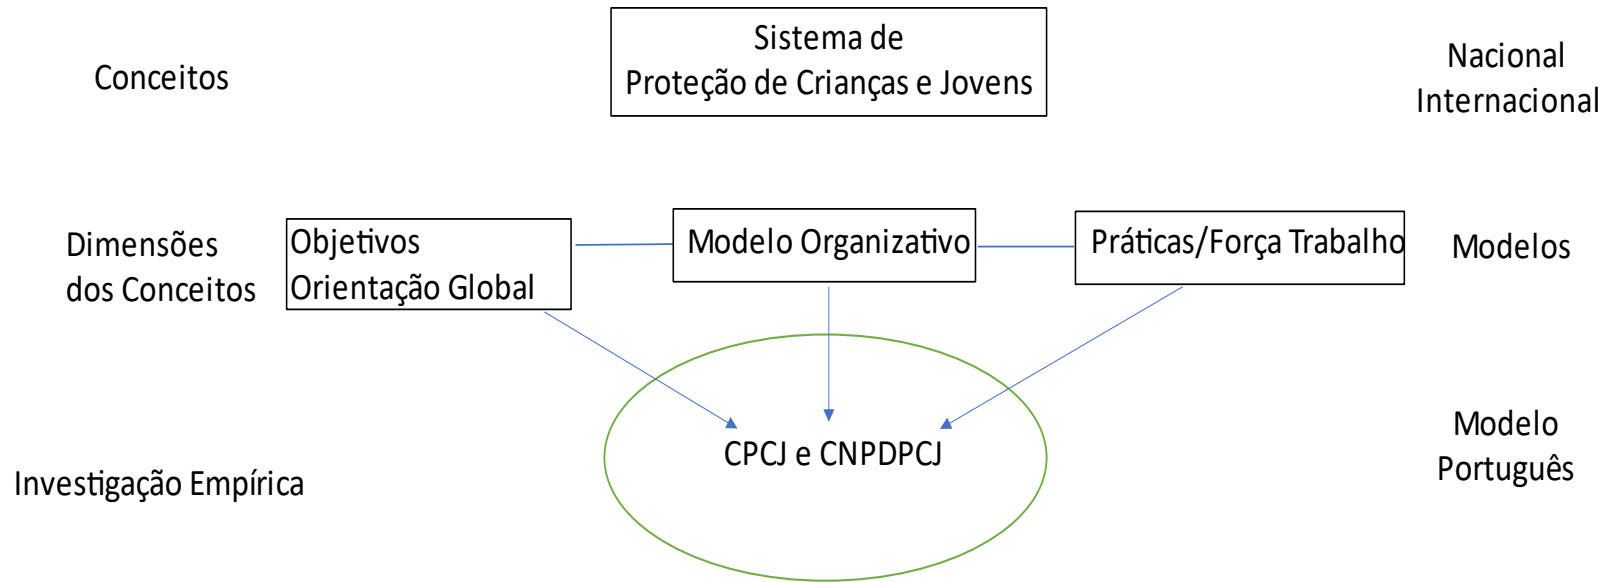 Conceitos
Sistema de
Proteção de Crianças e Jovens
Nacional
Internacional
Dimensões
dos Conceitos
Objetivos
Orientação Global
Modelo Organizativo
Práticas/Força Trabalho
Modelos
Investigação Empírica
CPCJ e CNPDPCJ
Modelo
Português